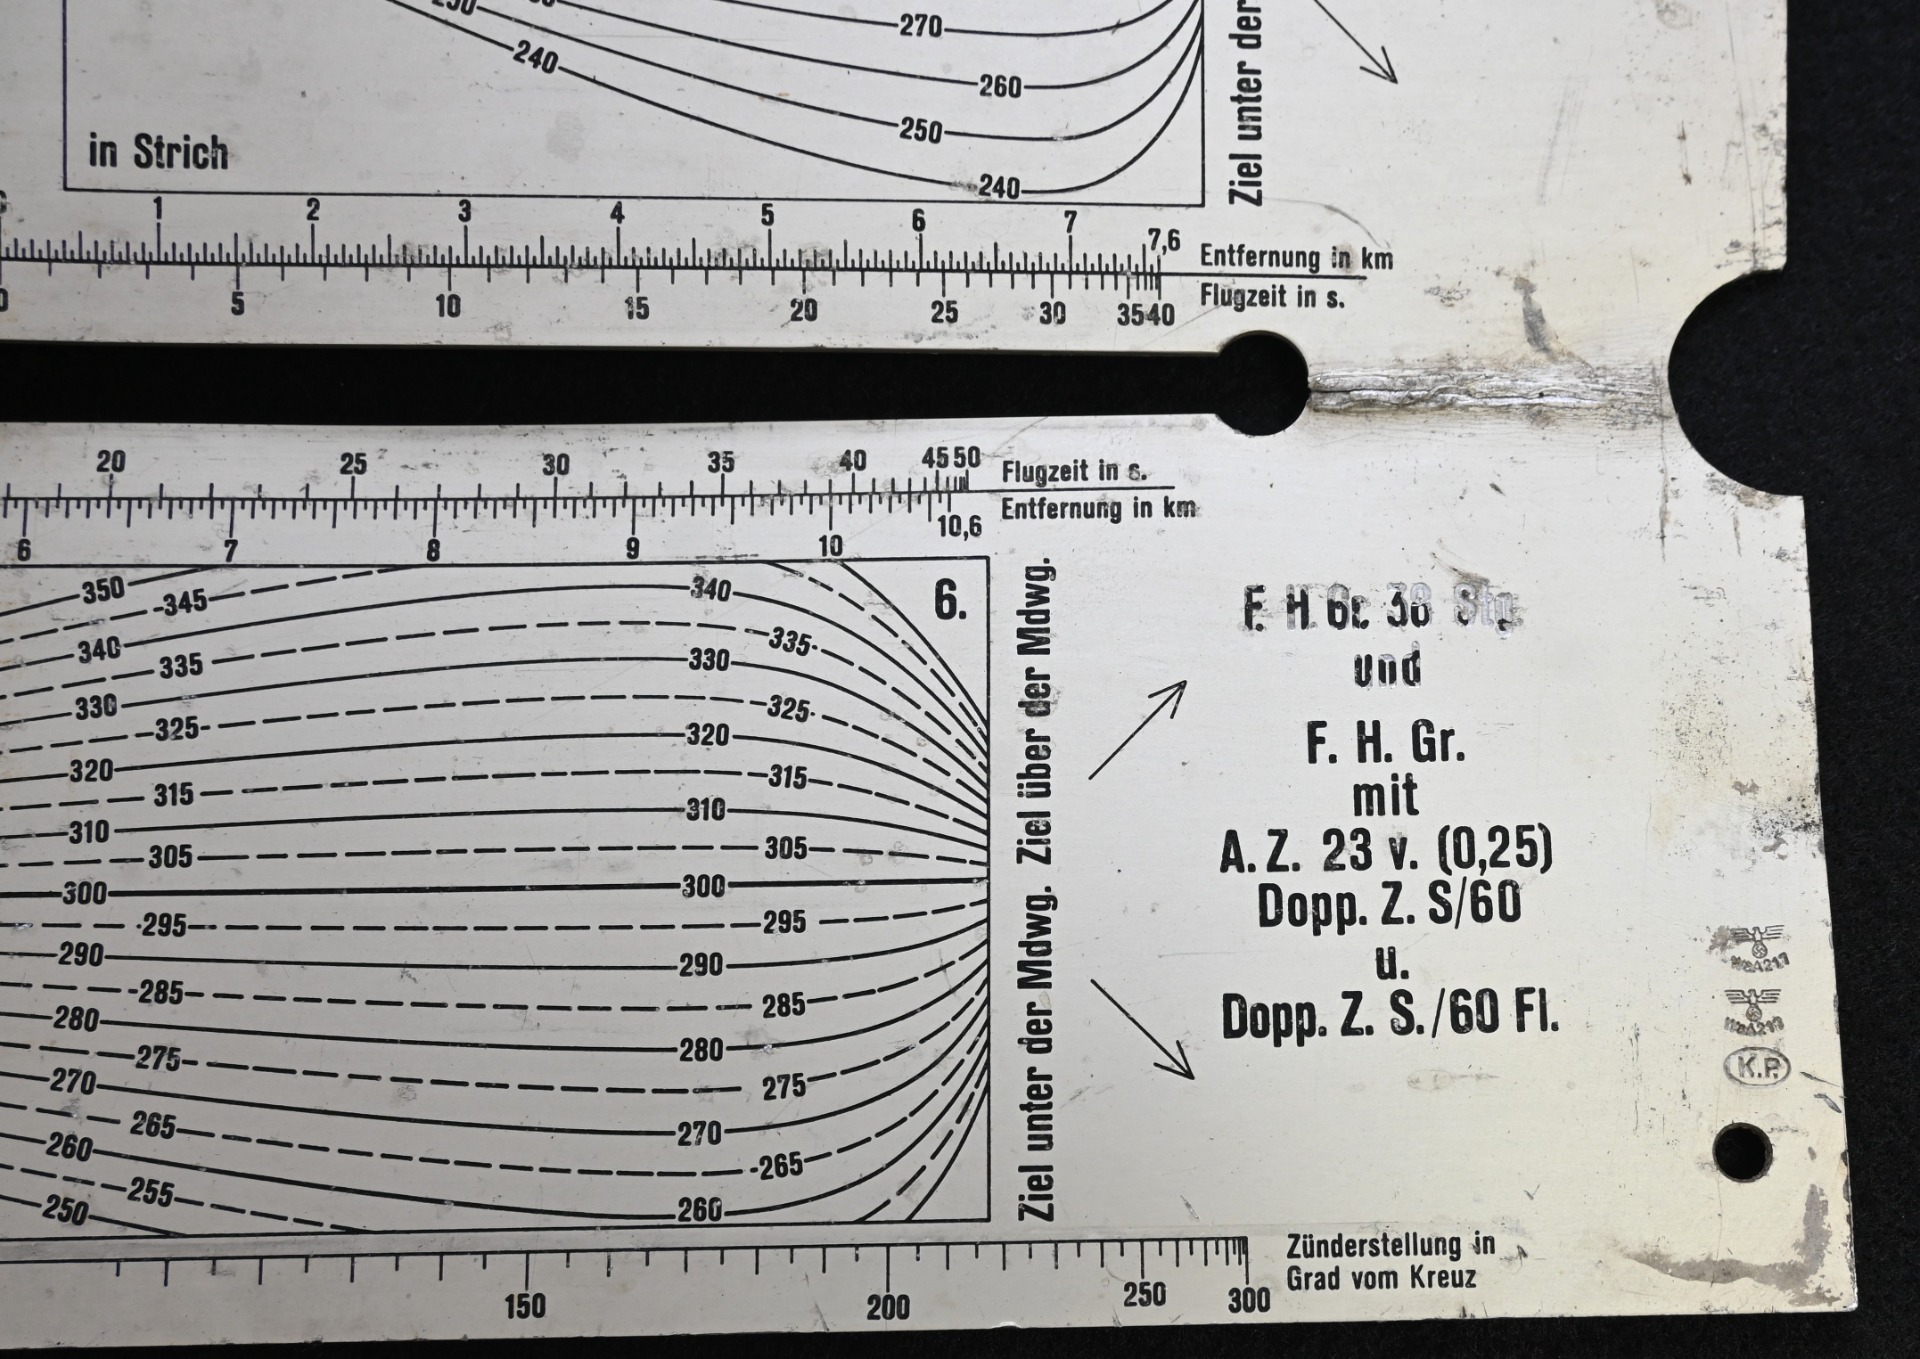 270
260
250
240
240
in Strich
Ziel unter der
1 2 3 4 5 6 7 7,6
Entfernung in km
5 10 15 20 25 30 35 40
Flugzeit in s.
20 25 30 35 40 45 50
Flugzeit in s.
Entfernung in km
6 7 8 9 10 10,6
6.
350 345 340 335 330 325 320 315 310 305 300 295 290 285 280 275 270 265 260 255 250
340 335 330 325 320 315 310 305 300 295 290 285 280 275 270 265 260
Ziel unter der Mdwg. Ziel über der Mdwg.
F. H. Gr. 38 Stg.
und
F. H. Gr.
mit
A. Z. 23 v. (0,25)
Dopp. Z. S/60
u.
Dopp. Z. S./60 Fl.
K.P.
150 200 250 300
Zünderstellung in
Grad vom Kreuz